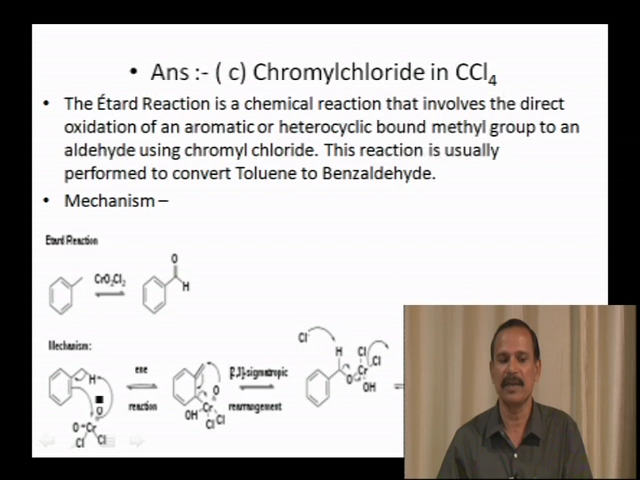 • Ans :- ( c) Chromylchloride in CCl4
• The Étard Reaction is a chemical reaction that involves the direct
oxidation of an aromatic or heterocyclic bound methyl group to an
aldehyde using chromyl chloride. This reaction is usually
performed to convert Toluene to Benzaldehyde.
• Mechanism –
Etard Reaction
CrO2Cl2
O
H
Mechanism:
H
O
O
Cr
Cl
Cl
ene
reaction
O
OH
Cr
Cl
Cl
[2,3]-sigmatropic
rearrangement
Cl
H
Cl
Cl
O
Cr
OH